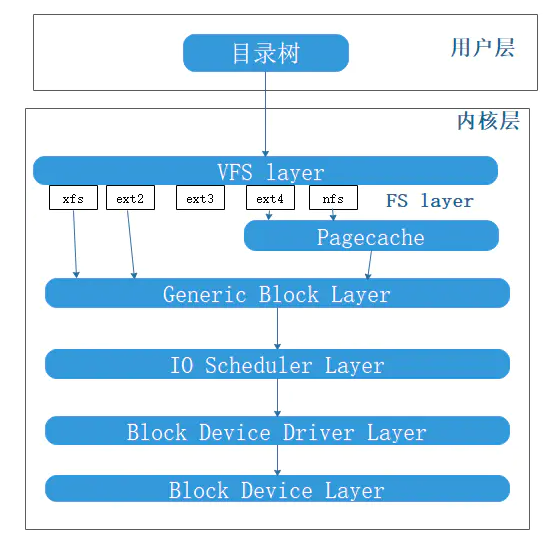 目录树
用户层
内核层
VFS layer
xfs
ext2
ext3
ext4
nfs
FS layer
Pagecache
Generic Block Layer
IO Scheduler Layer
Block Device Driver Layer
Block Device Layer